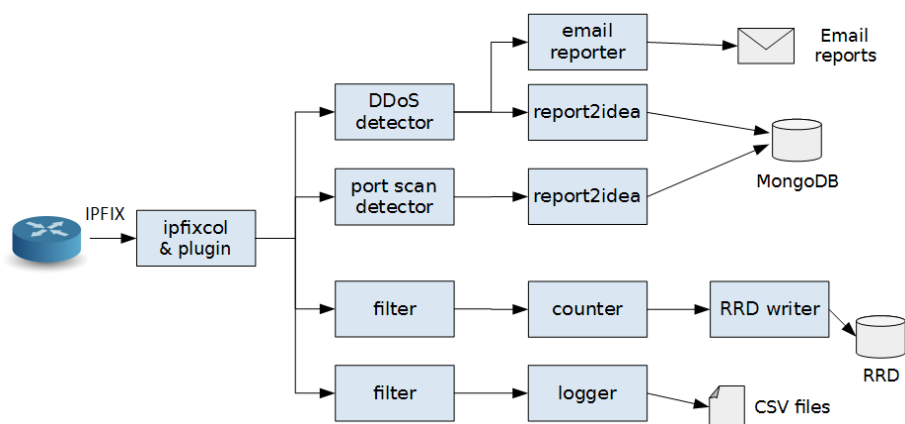 email
reporter
Email
reports
DDoS
detector
report2idea
MongoDB
port scan
detector
report2idea
IPFIX
ipfixcol
& plugin
filter
counter
RRD writer
RRD
filter
logger
CSV files